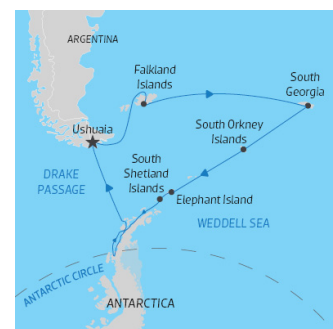 ARGENTINA
Falkland
Islands
South
Georgia
Ushuaia
South Orkney
Islands
DRAKE
PASSAGE
South
Shetland
Islands
Elephant Island
WEDDELL SEA
ANTARCTIC CIRCLE
ANTARCTICA